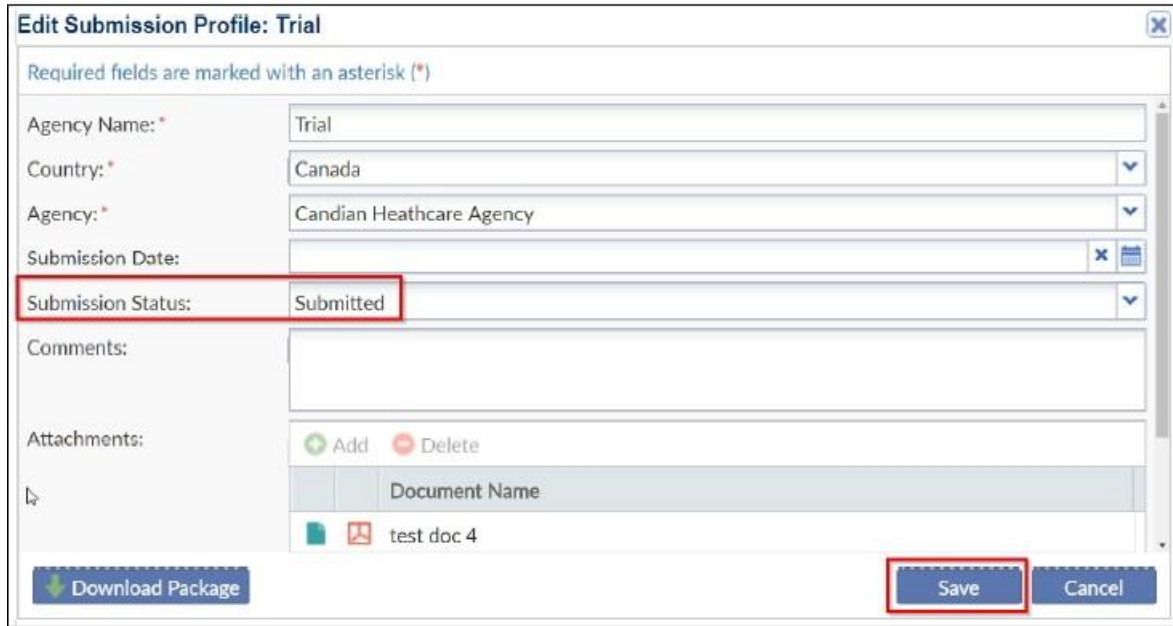 Edit Submission Profile: Trial
Required fields are marked with an asterisk (*)
Agency Name:* Trial
Country:* Canada
Agency:* Candian Heathcare Agency
Submission Date:
Submission Status: Submitted
Comments:
Attachments: Add Delete
Document Name
test doc 4
Download Package Save Cancel